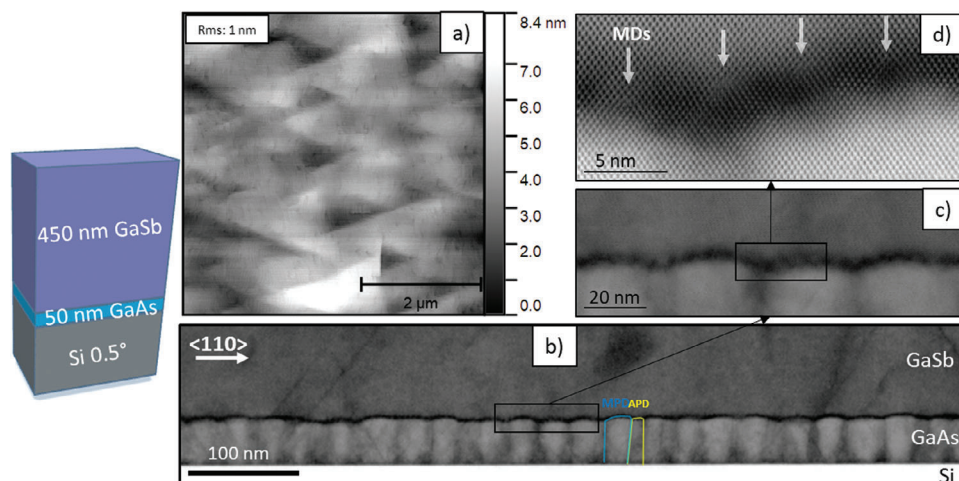 450 nm GaSb
50 nm GaAs
Si 0.5°
Rms: 1 nm
a)
8.4 nm
7.0
6.0
5.0
4.0
3.0
2.0
0.0
2 µm
d)
MDs
5 nm
c)
20 nm
<110>
b)
GaSb
MPD
APD
GaAs
100 nm
Si